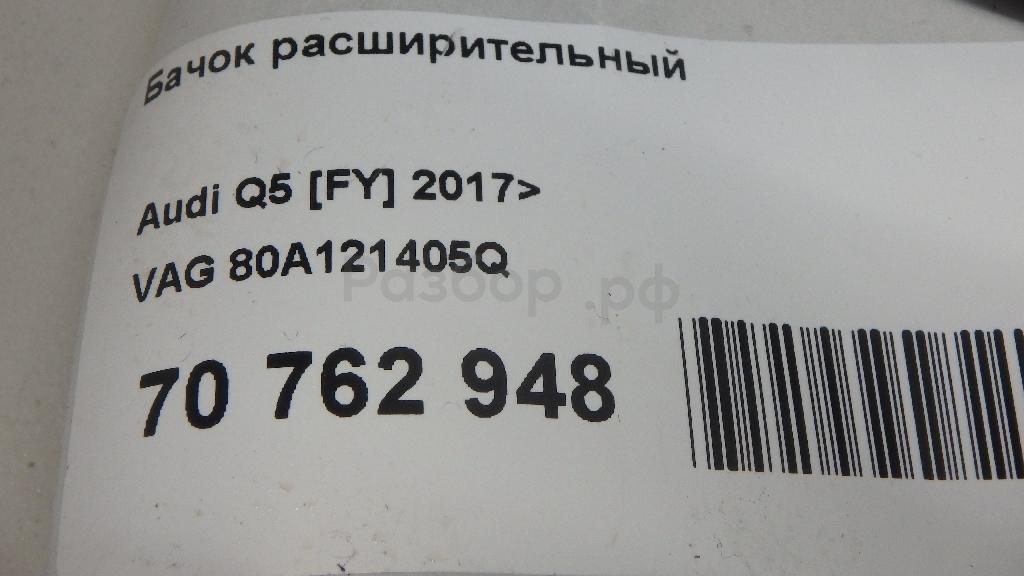 Бачок расширительный
Audi Q5 [FY] 2017>
VAG 80A121405Q
Разбор.рф
70 762 948